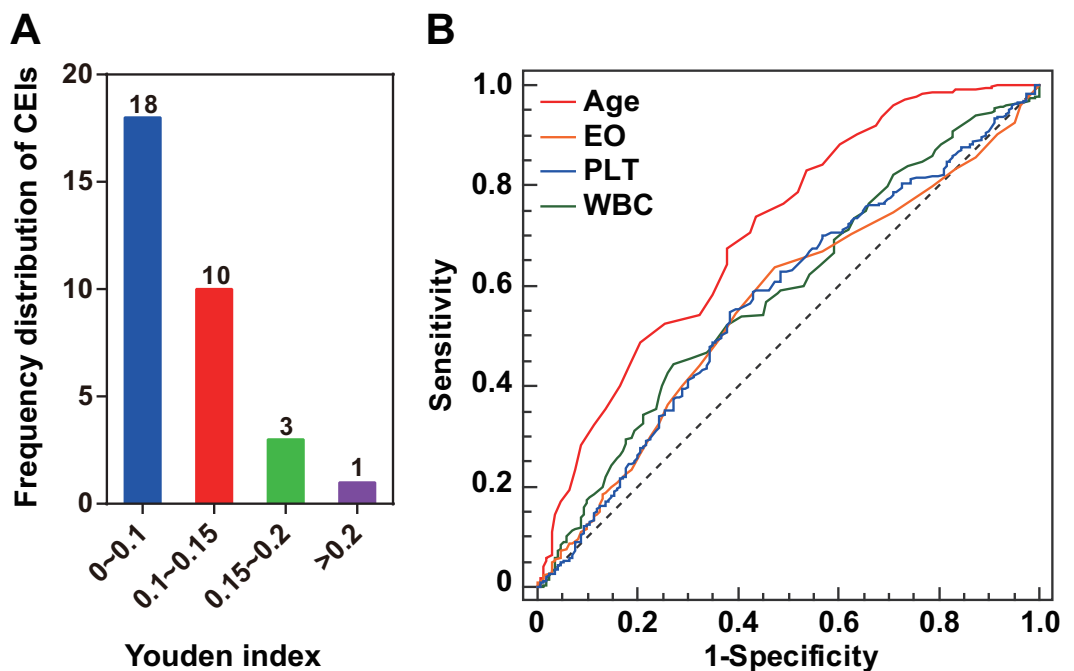 A
Frequency distribution of CEIs
20
15
10
5
0
18
10
3
1
0~0.1
0.1~0.15
0.15~0.2
>0.2
Youden index
B
Sensitivity
1.0
0.8
0.6
0.4
0.2
0
Age
EO
PLT
WBC
0 0.2 0.4 0.6 0.8 1.0
1-Specificity